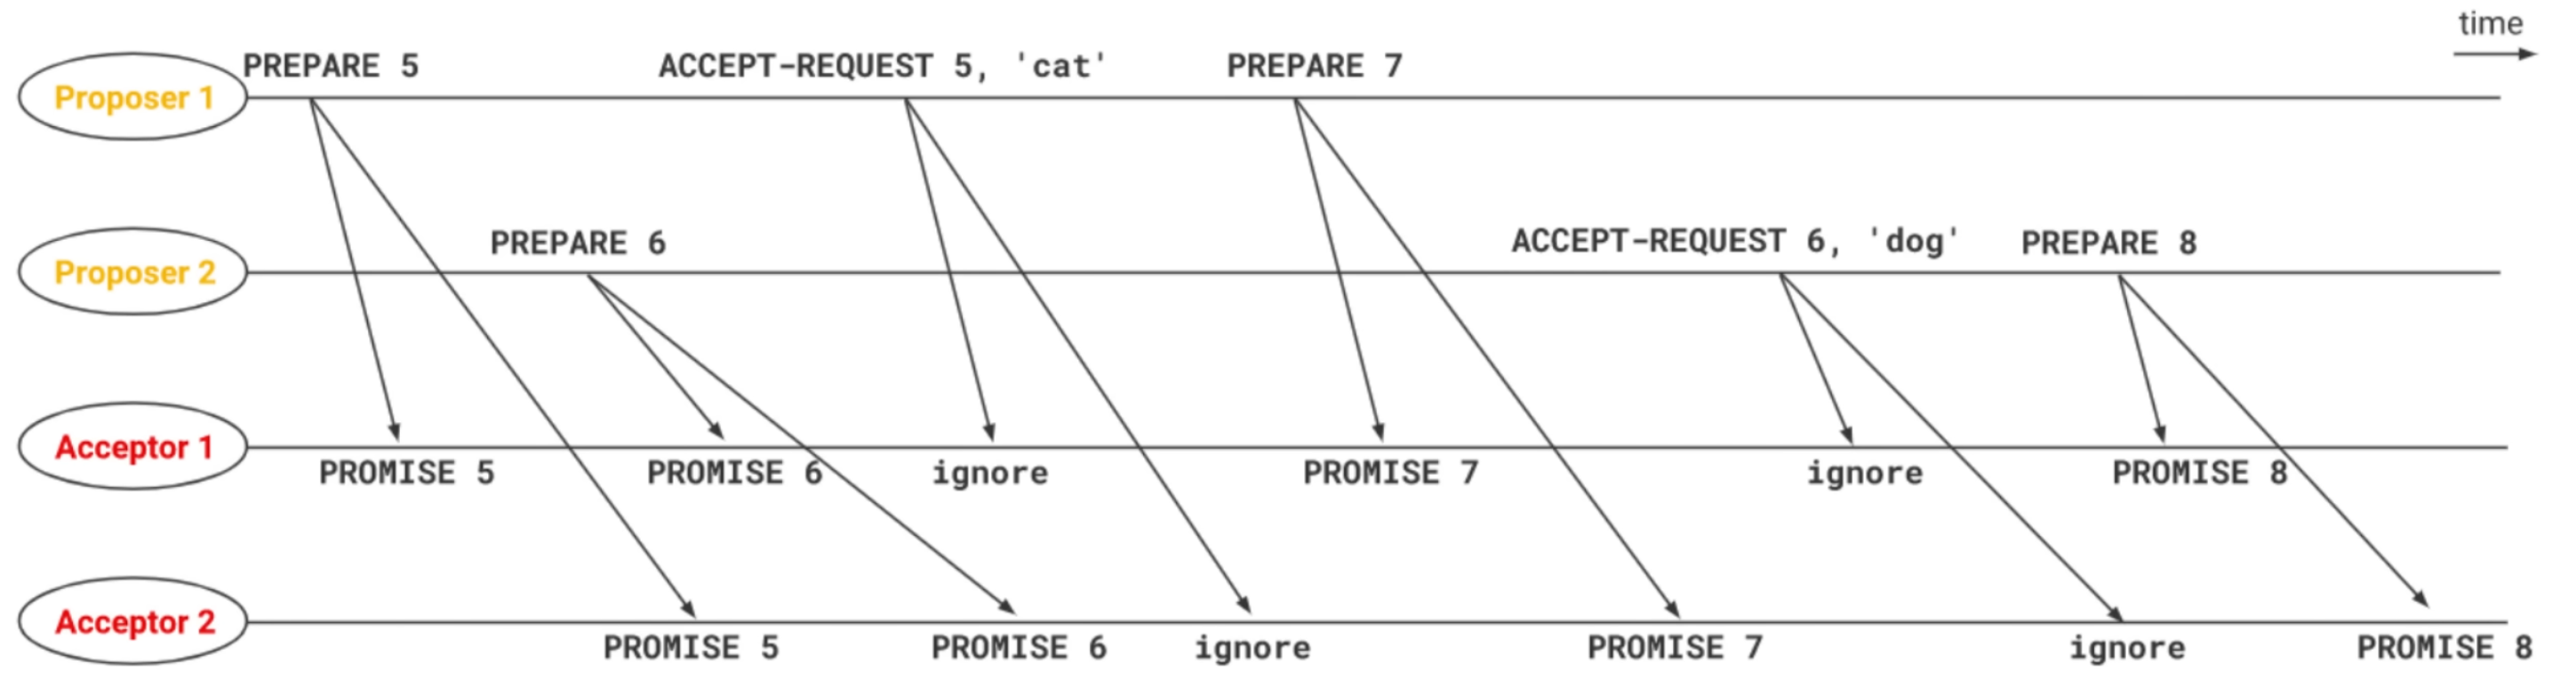 time
PREPARE 5 ACCEPT-REQUEST 5, 'cat' PREPARE 7
Proposer 1
PREPARE 6 ACCEPT-REQUEST 6, 'dog' PREPARE 8
Proposer 2
Acceptor 1
PROMISE 5 PROMISE 6 ignore PROMISE 7 ignore PROMISE 8
Acceptor 2
PROMISE 5 PROMISE 6 ignore PROMISE 7 ignore PROMISE 8